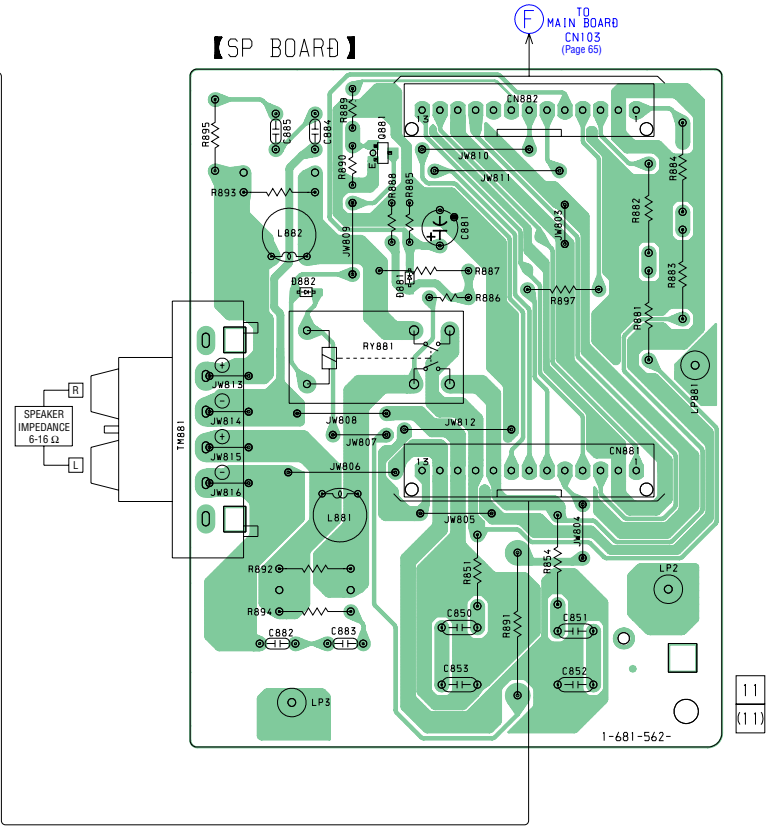 F
TO
MAIN BOARD
CN103
(Page 65)
【SP BOARD】
CN882
13
1
R895
C885
C884
R889
Q881
E
R890
JW810
JW811
R884
R893
R888
R885
R882
L882
JW809
C881
JW803
D882
D881
R887
R886
R897
R883
R881
RY881
LP881
TM881
JW813
JW814
JW815
JW816
R
SPEAKER
IMPEDANCE
6-16 Ω
L
JW808
JW807
JW812
JW806
CN881
13
1
L881
JW805
JW804
R892
R851
R854
LP2
R894
R891
C850
C851
C882
C883
C853
C852
LP3
11
(11)
1-681-562-